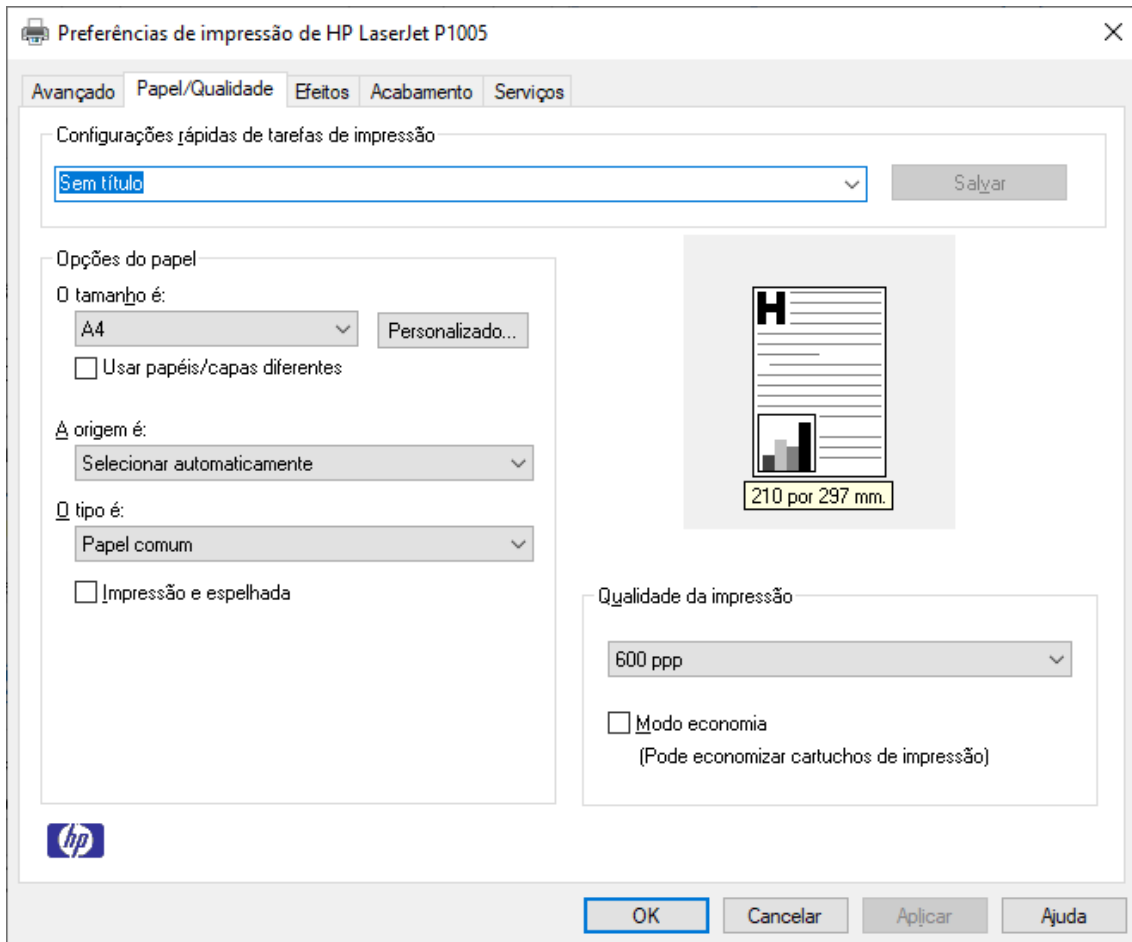 Preferências de impressão de HP LaserJet P1005
Avançado Papel/Qualidade Efeitos Acabamento Serviços
Configurações rápidas de tarefas de impressão
Sem título Salvar
Opções do papel
O tamanho é:
A4 Personalizado...
Usar papéis/capas diferentes
A origem é:
Selecionar automaticamente
O tipo é:
Papel comum
Impressão e espelhada
H
210 por 297 mm.
Qualidade da impressão
600 ppp
Modo economia
(Pode economizar cartuchos de impressão)
hp
OK Cancelar Aplicar Ajuda